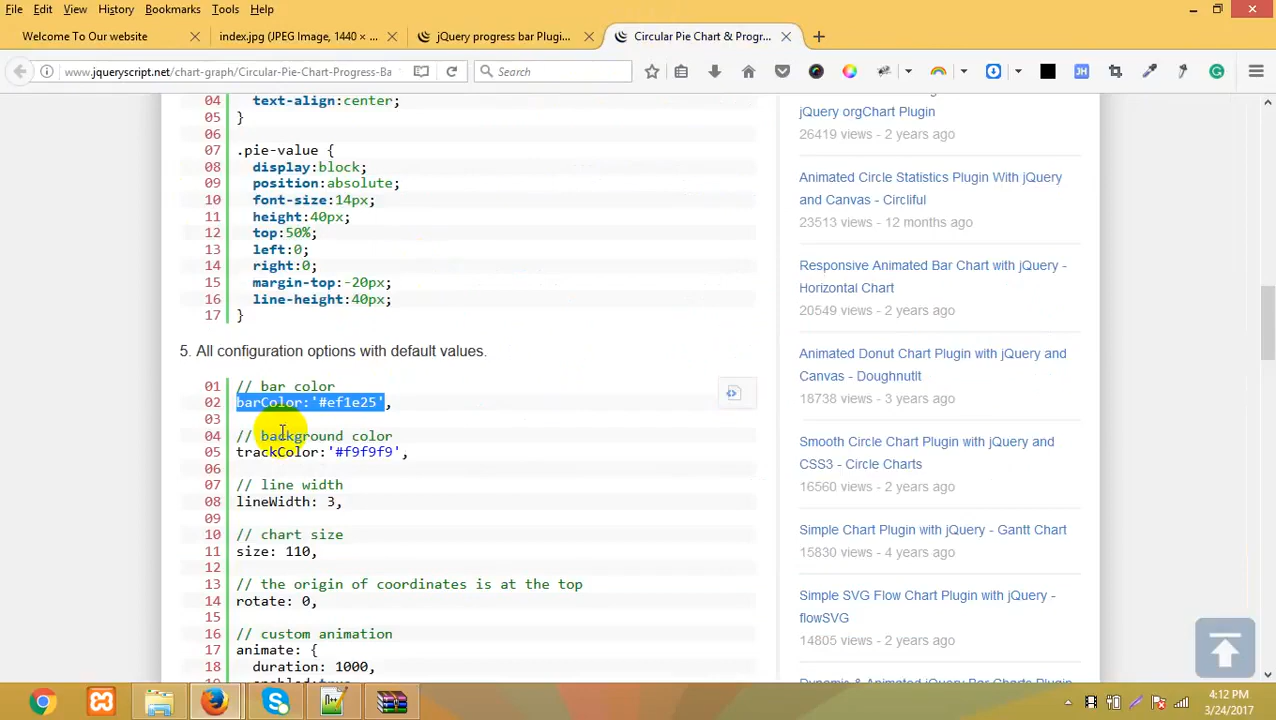 File Edit View History Bookmarks Tools Help
Welcome To Our website
index.jpg (JPEG Image, 1440 × ...
jQuery progress bar Plugin...
Circular Pie Chart & Progr...
www.jqueryscript.net/chart-graph/Circular-Pie-Chart-Progress-Ba
Search
JH
04 text-align:center;
05 }
06
07 .pie-value {
08 display:block;
09 position:absolute;
10 font-size:14px;
11 height:40px;
12 top:50%;
13 left:0;
14 right:0;
15 margin-top:-20px;
16 line-height:40px;
17 }
5. All configuration options with default values.
01 // bar color
02 barColor:'#ef1e25',
03
04 // background color
05 trackColor:'#f9f9f9',
06
07 // line width
08 lineWidth: 3,
09
10 // chart size
11 size: 110,
12
13 // the origin of coordinates is at the top
14 rotate: 0,
15
16 // custom animation
17 animate: {
18 duration: 1000,
jQuery orgChart Plugin
26419 views - 2 years ago
Animated Circle Statistics Plugin With jQuery
and Canvas - Circliful
23513 views - 12 months ago
Responsive Animated Bar Chart with jQuery -
Horizontal Chart
20549 views - 2 years ago
Animated Donut Chart Plugin with jQuery and
Canvas - Doughnutit
18738 views - 3 years ago
Smooth Circle Chart Plugin with jQuery and
CSS3 - Circle Charts
16560 views - 2 years ago
Simple Chart Plugin with jQuery - Gantt Chart
15830 views - 4 years ago
Simple SVG Flow Chart Plugin with jQuery -
flowSVG
14805 views - 2 years ago
Dynamic & Animated jQuery Bar Charts Plugin
4:12 PM
3/24/2017